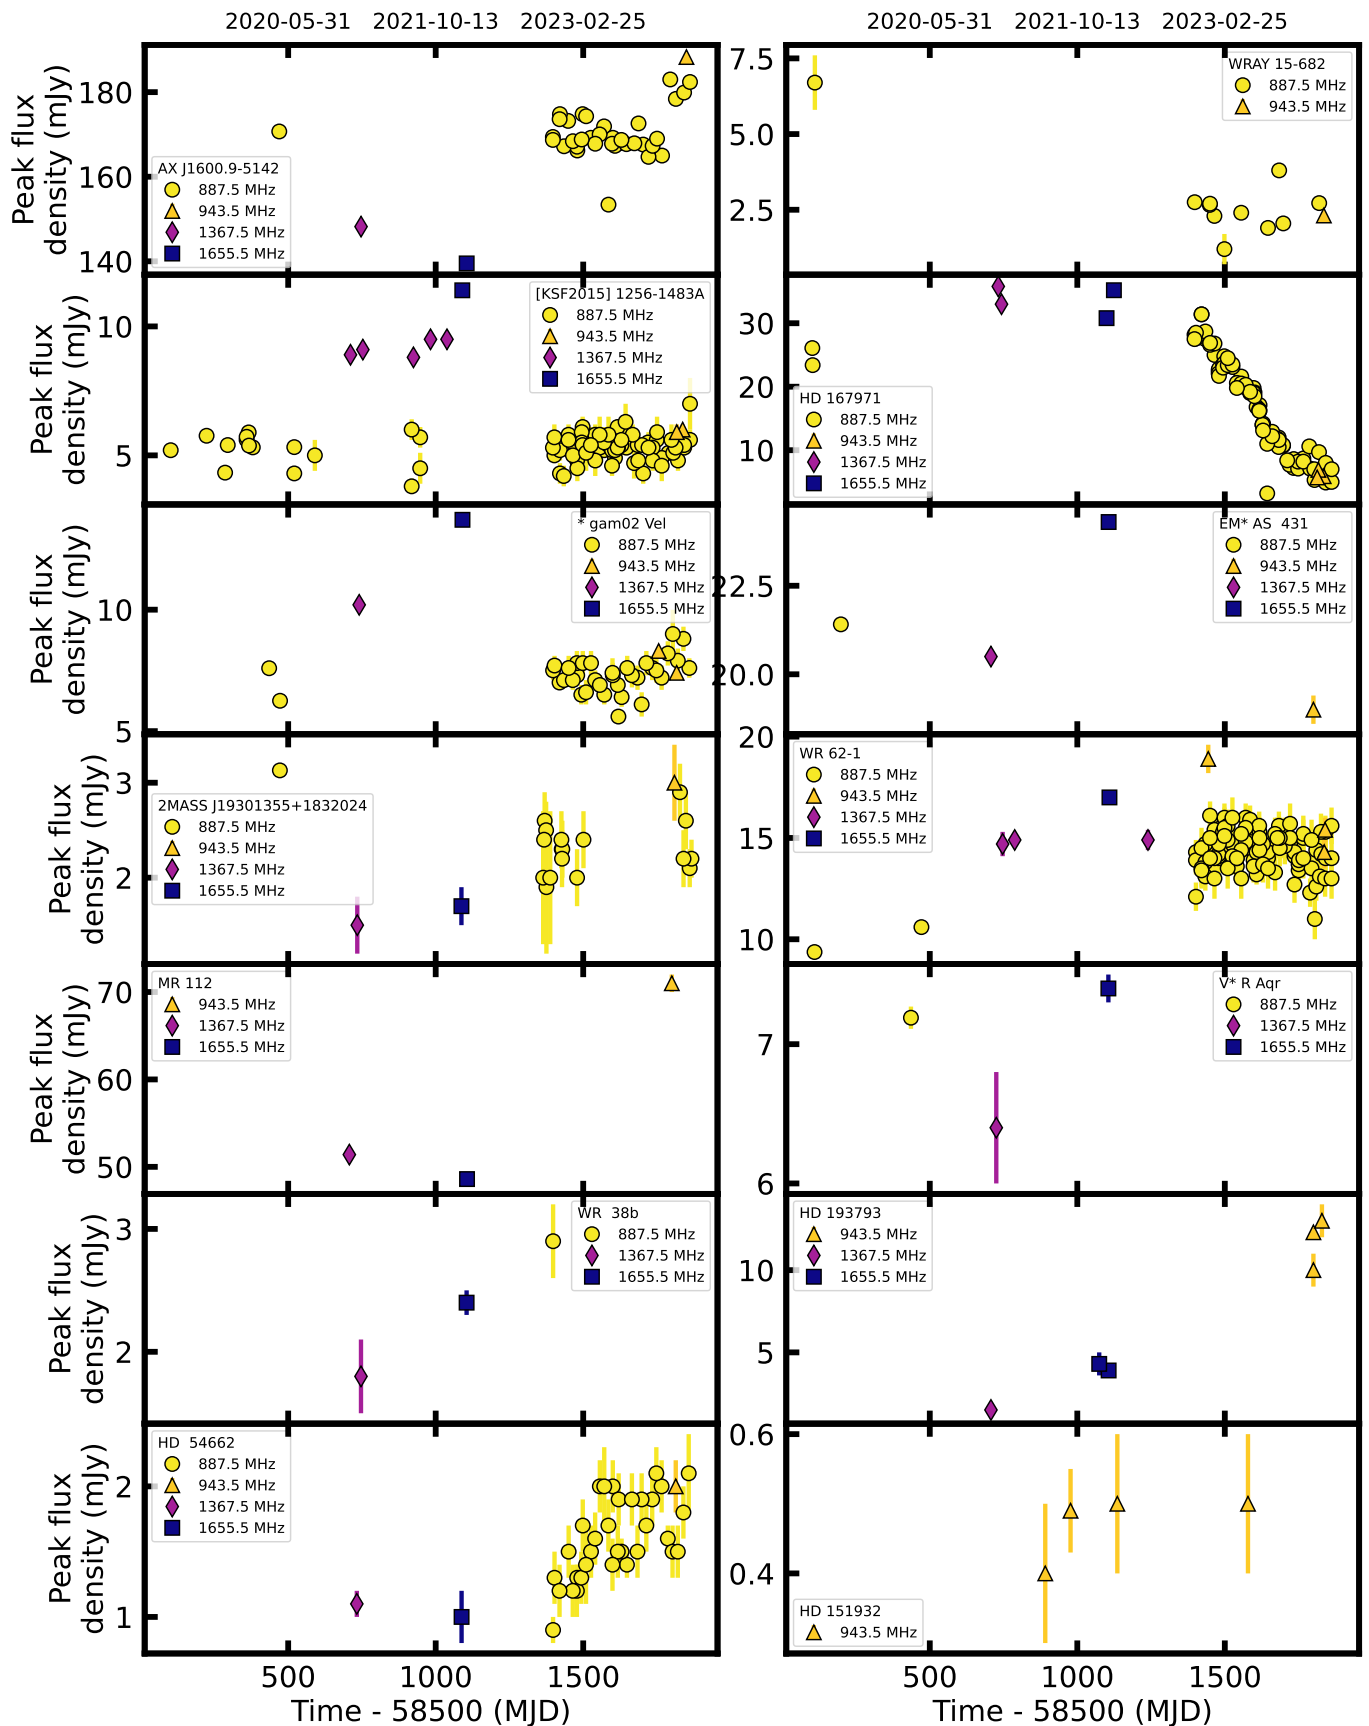 2020-05-31 2021-10-13 2023-02-25
2020-05-31 2021-10-13 2023-02-25
Peak flux
density (mJy)
180
160
140
AX J1600.9-5142
887.5 MHz
943.5 MHz
1367.5 MHz
1655.5 MHz
7.5
5.0
2.5
WRAY 15-682
887.5 MHz
943.5 MHz
Peak flux
density (mJy)
10
5
[KSF2015] 1256-1483A
887.5 MHz
943.5 MHz
1367.5 MHz
1655.5 MHz
30
20
10
HD 167971
887.5 MHz
943.5 MHz
1367.5 MHz
1655.5 MHz
Peak flux
density (mJy)
10
5
* gam02 Vel
887.5 MHz
943.5 MHz
1367.5 MHz
1655.5 MHz
22.5
20.0
EM* AS  431
887.5 MHz
943.5 MHz
1367.5 MHz
1655.5 MHz
Peak flux
density (mJy)
3
2
2MASS J19301355+1832024
887.5 MHz
943.5 MHz
1367.5 MHz
1655.5 MHz
20
15
10
WR 62-1
887.5 MHz
943.5 MHz
1367.5 MHz
1655.5 MHz
Peak flux
density (mJy)
70
60
50
MR 112
943.5 MHz
1367.5 MHz
1655.5 MHz
7
6
V* R Aqr
887.5 MHz
1367.5 MHz
1655.5 MHz
Peak flux
density (mJy)
3
2
WR  38b
887.5 MHz
1367.5 MHz
1655.5 MHz
10
5
HD 193793
943.5 MHz
1367.5 MHz
1655.5 MHz
Peak flux
density (mJy)
2
1
HD  54662
887.5 MHz
943.5 MHz
1367.5 MHz
1655.5 MHz
0.6
0.4
HD 151932
943.5 MHz
500 1000 1500
Time - 58500 (MJD)
500 1000 1500
Time - 58500 (MJD)